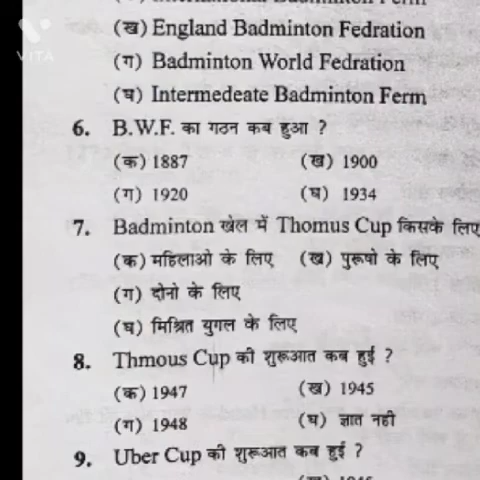 (ख) England Badminton Fedration
VITA
(ग) Badminton World Fedration
(घ) Intermedeate Badminton Ferm
6. B.W.F. का गठन कब हुआ ?
(क) 1887 (ख) 1900
(ग) 1920 (घ) 1934
7. Badminton खेल में Thomus Cup किसके लिए
(क) महिलाओ के लिए (ख) पुरूषो के लिए
(ग) दोनो के लिए
(घ) मिश्रित युगल के लिए
8. Thmous Cup की शुरूआत कब हुई ?
(क) 1947 (ख) 1945
(ग) 1948 (घ) ज्ञात नही
9. Uber Cup की शुरूआत कब हुई ?